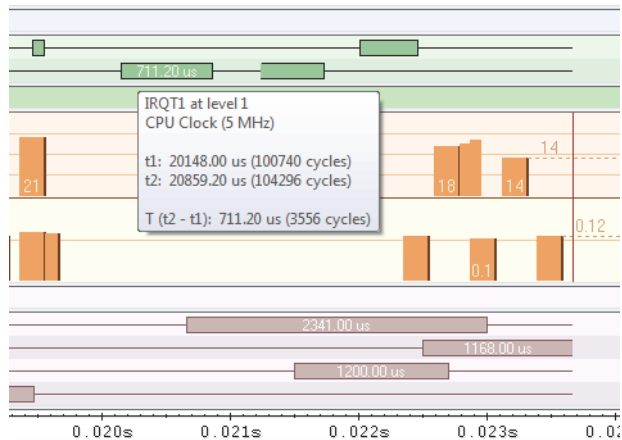 711.20 us
IRQT1 at level 1
CPU Clock (5 MHz)
t1: 20148.00 us (100740 cycles)
t2: 20859.20 us (104296 cycles)
T (t2 - t1): 711.20 us (3556 cycles)
14
21
18
14
0.12
0.1
2341.00 us
1168.00 us
1200.00 us
0.020s
0.021s
0.022s
0.023s
0.02